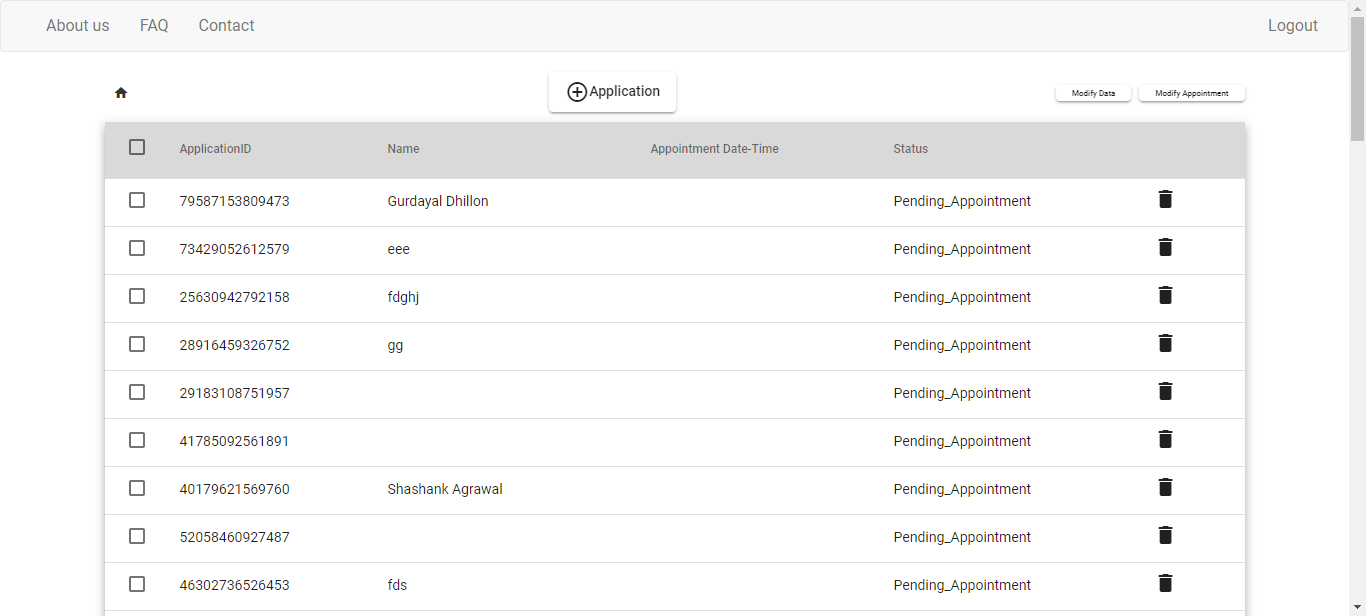 About us FAQ Contact Logout
Application Modify Data Modify Appointment
ApplicationID Name Appointment Date-Time Status
79587153809473 Gurdayal Dhillon Pending_Appointment
73429052612579 eee Pending_Appointment
25630942792158 fdghj Pending_Appointment
28916459326752 gg Pending_Appointment
29183108751957 Pending_Appointment
41785092561891 Pending_Appointment
40179621569760 Shashank Agrawal Pending_Appointment
52058460927487 Pending_Appointment
46302736526453 fds Pending_Appointment